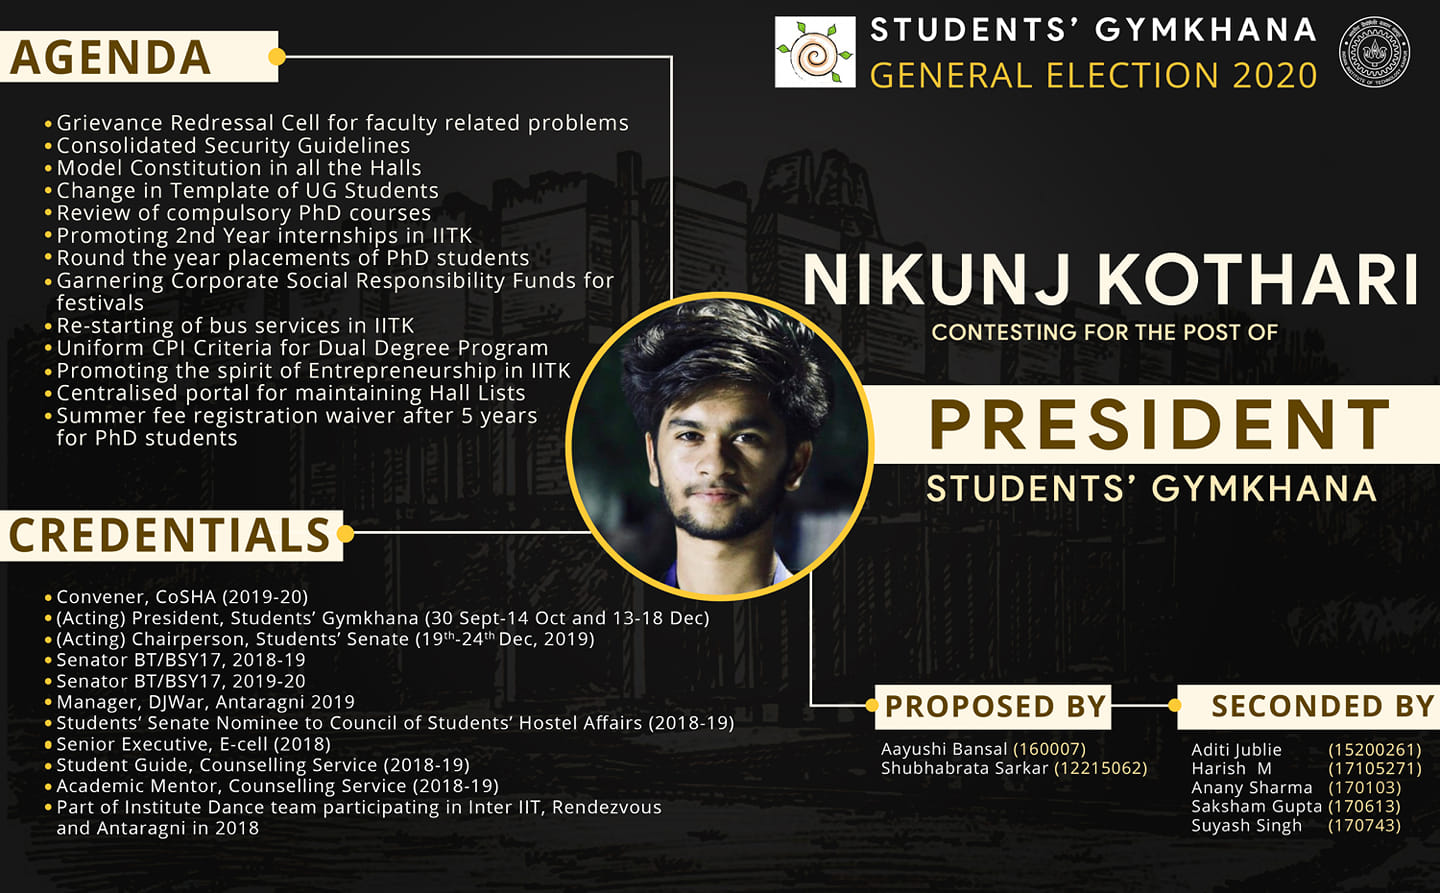 AGENDA
Grievance Redressal Cell for faculty related problems
Consolidated Security Guidelines
Model Constitution in all the Halls
Change in Template of UG Students
Review of compulsory PhD courses
Promoting 2nd Year internships in IITK
Round the year placements of PhD students
Garnering Corporate Social Responsibility Funds for
festivals
Re-starting of bus services in IITK
Uniform CPI Criteria for Dual Degree Program
Promoting the spirit of Entrepreneurship in IITK
Centralised portal for maintaining Hall Lists
Summer fee registration waiver after 5 years
for PhD students
CREDENTIALS
Convener, CoSHA (2019-20)
(Acting) President, Students' Gymkhana (30 Sept-14 Oct and 13-18 Dec)
(Acting) Chairperson, Students' Senate (19th-24th Dec, 2019)
Senator BT/BSY17, 2018-19
Senator BT/BSY17, 2019-20
Manager, DJWar, Antaragni 2019
Students' Senate Nominee to Council of Students' Hostel Affairs (2018-19)
Senior Executive, E-cell (2018)
Student Guide, Counselling Service (2018-19)
Academic Mentor, Counselling Service (2018-19)
Part of Institute Dance team participating in Inter IIT, Rendezvous
and Antaragni in 2018
STUDENTS' GYMKHANA
GENERAL ELECTION 2020
NIKUNJ KOTHARI
CONTESTING FOR THE POST OF
PRESIDENT
STUDENTS' GYMKHANA
PROPOSED BY
Aayushi Bansal (160007)
Shubhabrata Sarkar (12215062)
SECONDED BY
Aditi Jublie (15200261)
Harish M (17105271)
Anany Sharma (170103)
Saksham Gupta (170613)
Suyash Singh (170743)